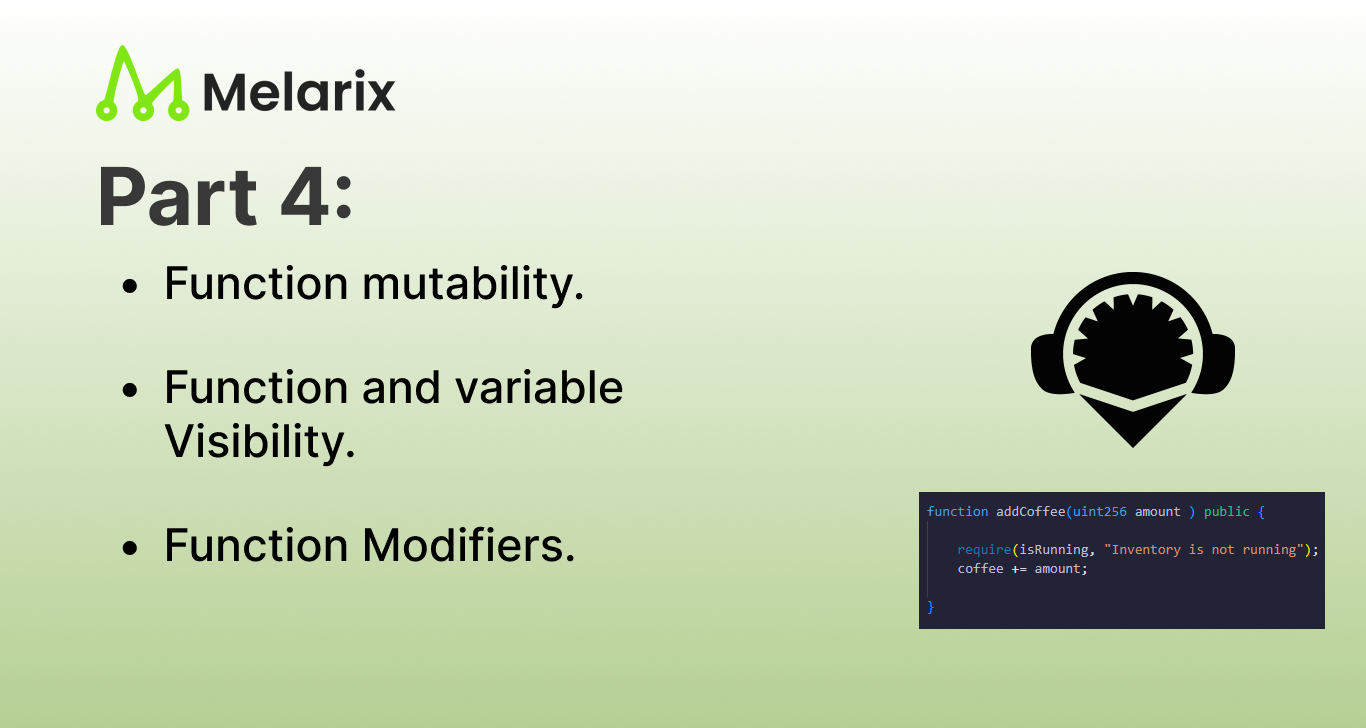 Melarix
Part 4:
• Function mutability.
• Function and variable
Visibility.
• Function Modifiers.
function addCoffee(uint256 amount ) public {
require(isRunning, "Inventory is not running");
coffee += amount;
}